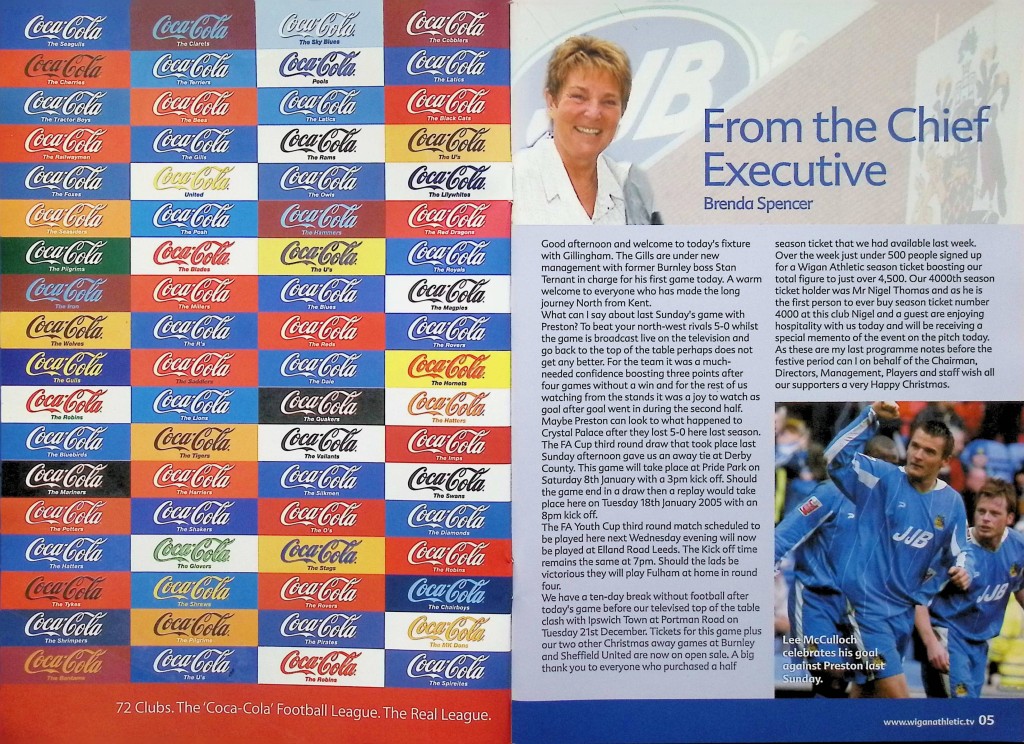 Coca-Cola
The Seagulls
Coca-Cola
The Clarets
Coca-Cola
The Sky Blues
Coca-Cola
The Cobblers
Coca-Cola
The Cherries
Coca-Cola
The Terriers
Coca-Cola
Pools
Coca-Cola
The Latics
Coca-Cola
The Tractor Boys
Coca-Cola
The Bees
Coca-Cola
The Latics
Coca-Cola
The Black Cats
Coca-Cola
The Railwaymen
Coca-Cola
The Gills
Coca-Cola
The Rams
Coca-Cola
The U's
Coca-Cola
The Foxes
Coca-Cola
United
Coca-Cola
The Owls
Coca-Cola
The Lilywhites
Coca-Cola
The Seasiders
Coca-Cola
The Posh
Coca-Cola
The Hammers
Coca-Cola
The Red Dragons
Coca-Cola
The Pilgrims
Coca-Cola
The Blades
Coca-Cola
The U's
Coca-Cola
The Royals
Coca-Cola
The Iron
Coca-Cola
The Millers
Coca-Cola
The Blues
Coca-Cola
The Magpies
Coca-Cola
The Wolves
Coca-Cola
The R's
Coca-Cola
The Reds
Coca-Cola
The Rovers
Coca-Cola
The Gulls
Coca-Cola
The Saddlers
Coca-Cola
The Dale
Coca-Cola
The Hornets
Coca-Cola
The Robins
Coca-Cola
The Lions
Coca-Cola
The Quakers
Coca-Cola
The Hatters
Coca-Cola
The Bluebirds
Coca-Cola
The Tigers
Coca-Cola
The Valiants
Coca-Cola
The Imps
Coca-Cola
The Mariners
Coca-Cola
The Harriers
Coca-Cola
The Silkmen
Coca-Cola
The Swans
Coca-Cola
The Potters
Coca-Cola
The Shakers
Coca-Cola
The O's
Coca-Cola
The Diamonds
Coca-Cola
The Hatters
Coca-Cola
The Glovers
Coca-Cola
The Stags
Coca-Cola
The Robins
Coca-Cola
The Tykes
Coca-Cola
The Shrews
Coca-Cola
The Rovers
Coca-Cola
The Chairboys
Coca-Cola
The Shrimpers
Coca-Cola
The Pilgrims
Coca-Cola
The Pirates
Coca-Cola
The MK Dons
Coca-Cola
The Bantams
Coca-Cola
The U's
Coca-Cola
The Robins
Coca-Cola
The Spireites
72 Clubs. The 'Coca-Cola' Football League. The Real League.
JJB
From the Chief
Executive
Brenda Spencer
Good afternoon and welcome to today's fixture
with Gillingham. The Gills are under new
management with former Burnley boss Stan
Ternant in charge for his first game today. A warm
welcome to everyone who has made the long
journey North from Kent.
What can I say about last Sunday's game with
Preston? To beat your north-west rivals 5-0 whilst
the game is broadcast live on the television and
go back to the top of the table perhaps does not
get any better. For the team it was a much-
needed confidence boosting three points after
four games without a win and for the rest of us
watching from the stands it was a joy to watch as
goal after goal went in during the second half.
Maybe Preston can look to what happened to
Crystal Palace after they lost 5-0 here last season.
The FA Cup third round draw that took place last
Sunday afternoon gave us an away tie at Derby
County. This game will take place at Pride Park on
Saturday 8th January with a 3pm kick off. Should
the game end in a draw then a replay would take
place here on Tuesday 18th January 2005 with an
8pm kick off.
The FA Youth Cup third round match scheduled to
be played here next Wednesday evening will now
be played at Elland Road Leeds. The Kick off time
remains the same at 7pm. Should the lads be
victorious they will play Fulham at home in round
four.
We have a ten-day break without football after
today's game before our televised top of the table
clash with Ipswich Town at Portman Road on
Tuesday 21st December. Tickets for this game plus
our two other Christmas away games at Burnley
and Sheffield United are now on open sale. A big
thank you to everyone who purchased a half
season ticket that we had available last week.
Over the week just under 500 people signed up
for a Wigan Athletic season ticket boosting our
total figure to just over 4,500. Our 4000th season
ticket holder was Mr Nigel Thomas and as he is
the first person to ever buy season ticket number
4000 at this club Nigel and a guest are enjoying
hospitality with us today and will be receiving a
special memento of the event on the pitch today.
As these are my last programme notes before the
festive period can I on behalf of the Chairman,
Directors, Management, Players and staff wish all
our supporters a very Happy Christmas.
JJB
JJB
Lee McCulloch
celebrates his goal
against Preston last
Sunday.
www.wiganathletic.tv 05